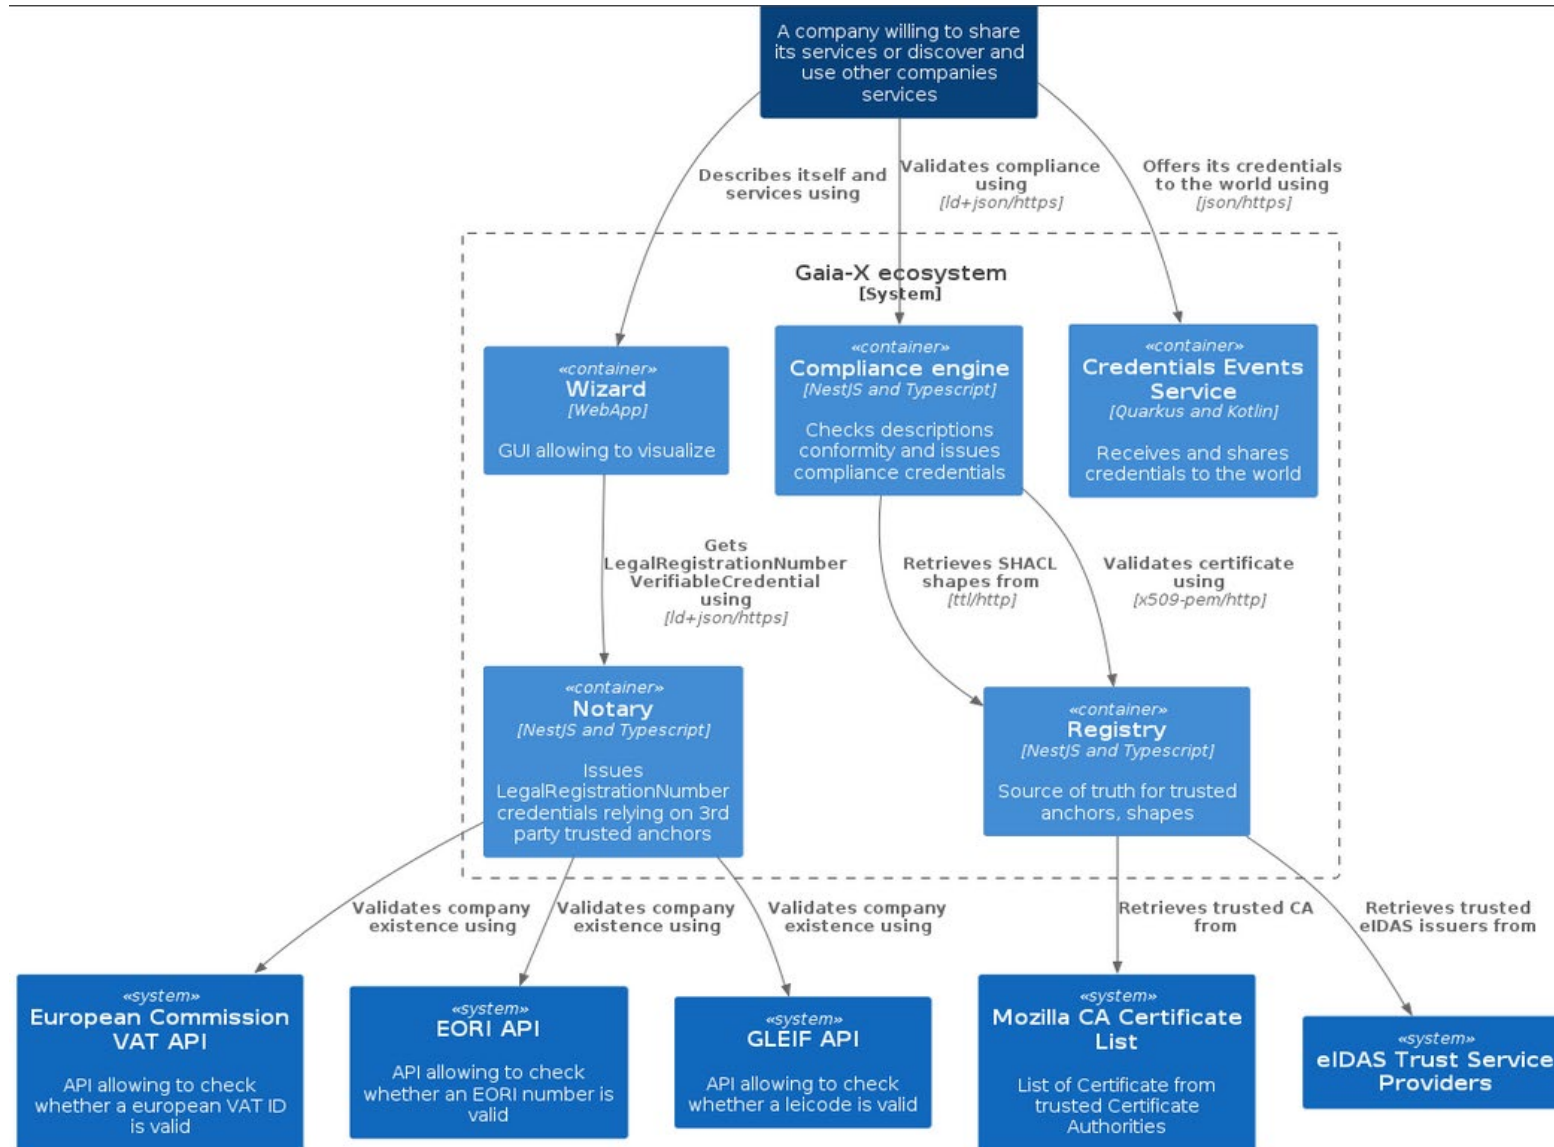 A company willing to share
its services or discover and
use other companies
services
Describes itself and
services using
Validates compliance
using
[ld+json/https]
Offers its credentials
to the world using
[json/https]
Gaia-X ecosystem
[System]
«container»
Wizard
[WebApp]
GUI allowing to visualize
«container»
Compliance engine
[NestJS and Typescript]
Checks descriptions
conformity and issues
compliance credentials
«container»
Credentials Events
Service
[Quarkus and Kotlin]
Receives and shares
credentials to the world
Gets
LegalRegistrationNumber
VerifiableCredential
using
[ld+json/https]
Retrieves SHACL
shapes from
[ttl/http]
Validates certificate
using
[x509-pem/http]
«container»
Notary
[NestJS and Typescript]
Issues
LegalRegistrationNumber
credentials relying on 3rd
party trusted anchors
«container»
Registry
[NestJS and Typescript]
Source of truth for trusted
anchors, shapes
Validates company
existence using
Validates company
existence using
Validates company
existence using
Retrieves trusted CA
from
Retrieves trusted
eIDAS issuers from
«system»
European Commission
VAT API
API allowing to check
whether a european VAT ID
is valid
«system»
EORI API
API allowing to check
whether an EORI number is
valid
«system»
GLEIF API
API allowing to check
whether a leicode is valid
«system»
Mozilla CA Certificate
List
List of Certificate from
trusted Certificate
Authorities
«system»
eIDAS Trust Service
Providers